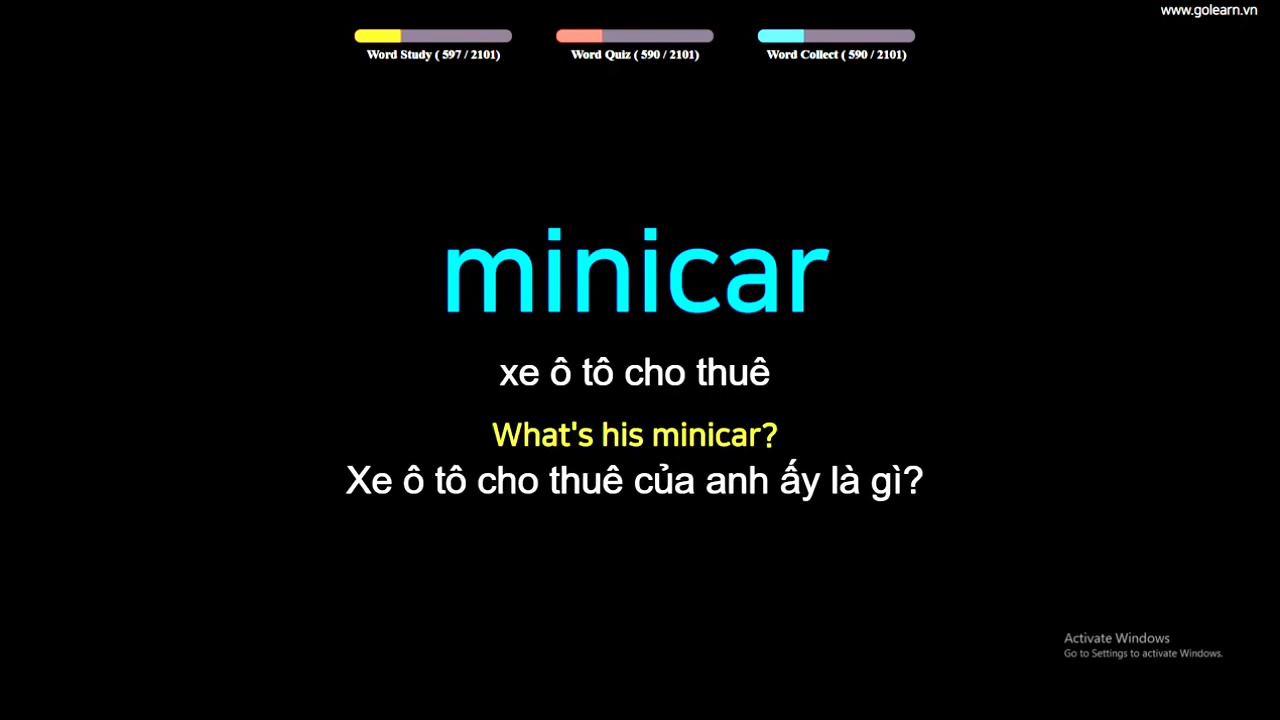 www.golearn.vn
Word Study ( 597 / 2101) Word Quiz ( 590 / 2101) Word Collect ( 590 / 2101)
minicar
xe ô tô cho thuê
What's his minicar?
Xe ô tô cho thuê của anh ấy là gì?
Activate Windows
Go to Settings to activate Windows.